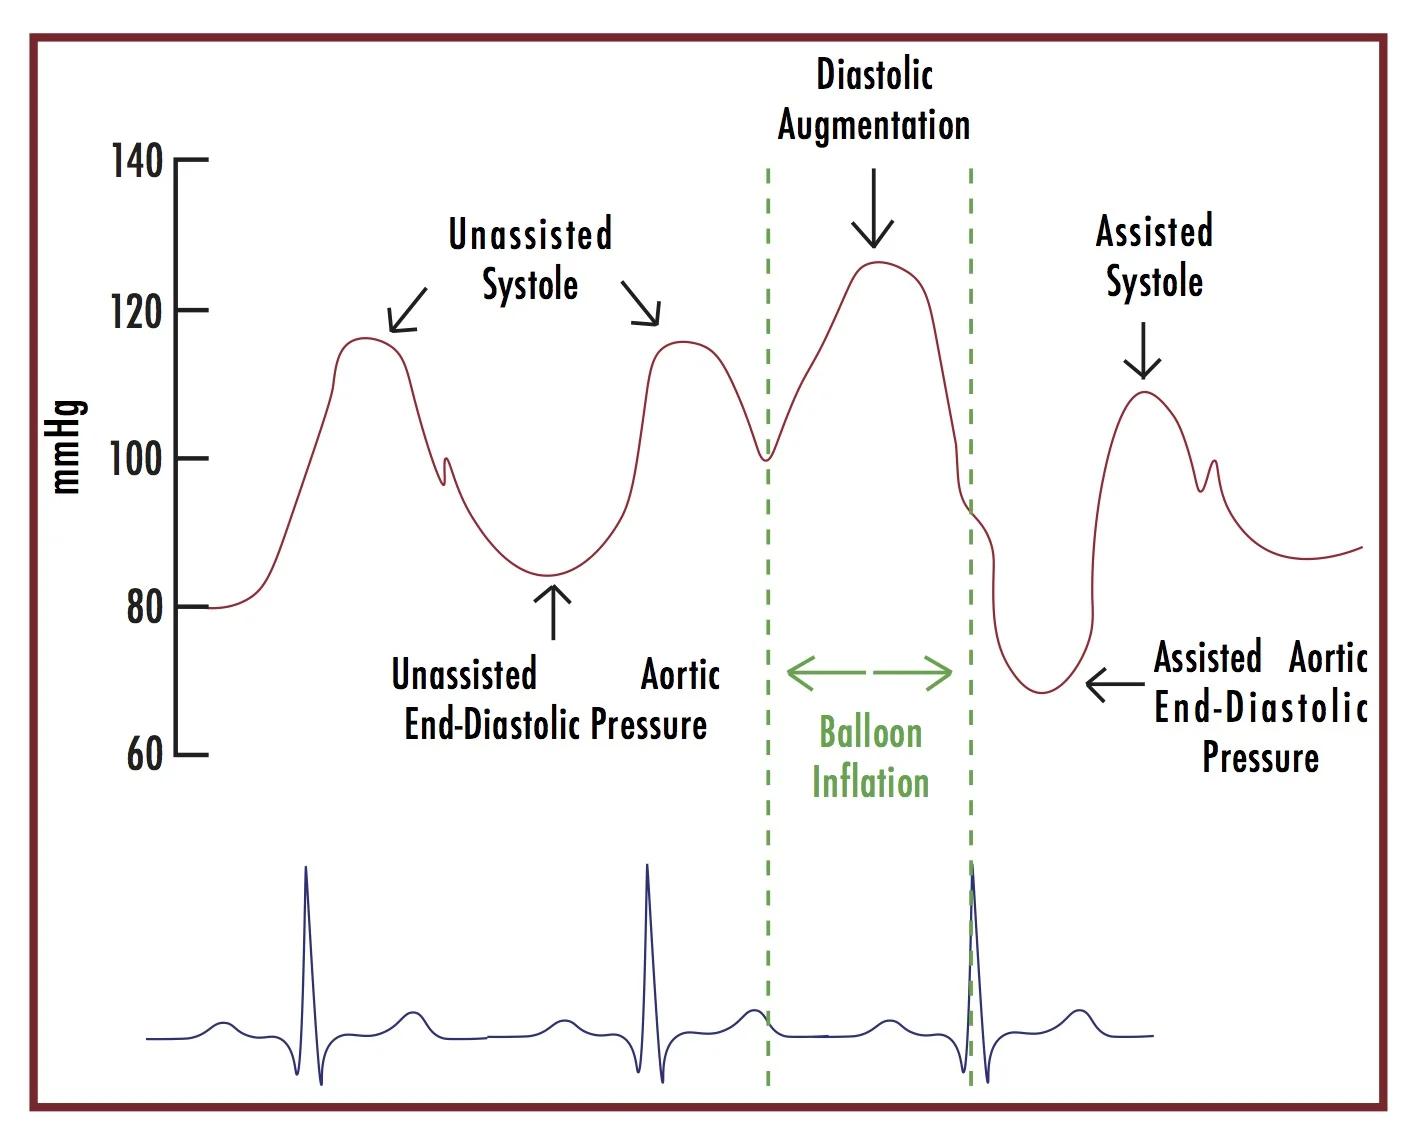 Diastolic
Augmentation
140
Unassisted
Systole
Assisted
Systole
120
mmHg
100
80
Unassisted Aortic
End-Diastolic Pressure
Assisted Aortic
End-Diastolic
Pressure
Balloon
Inflation
60